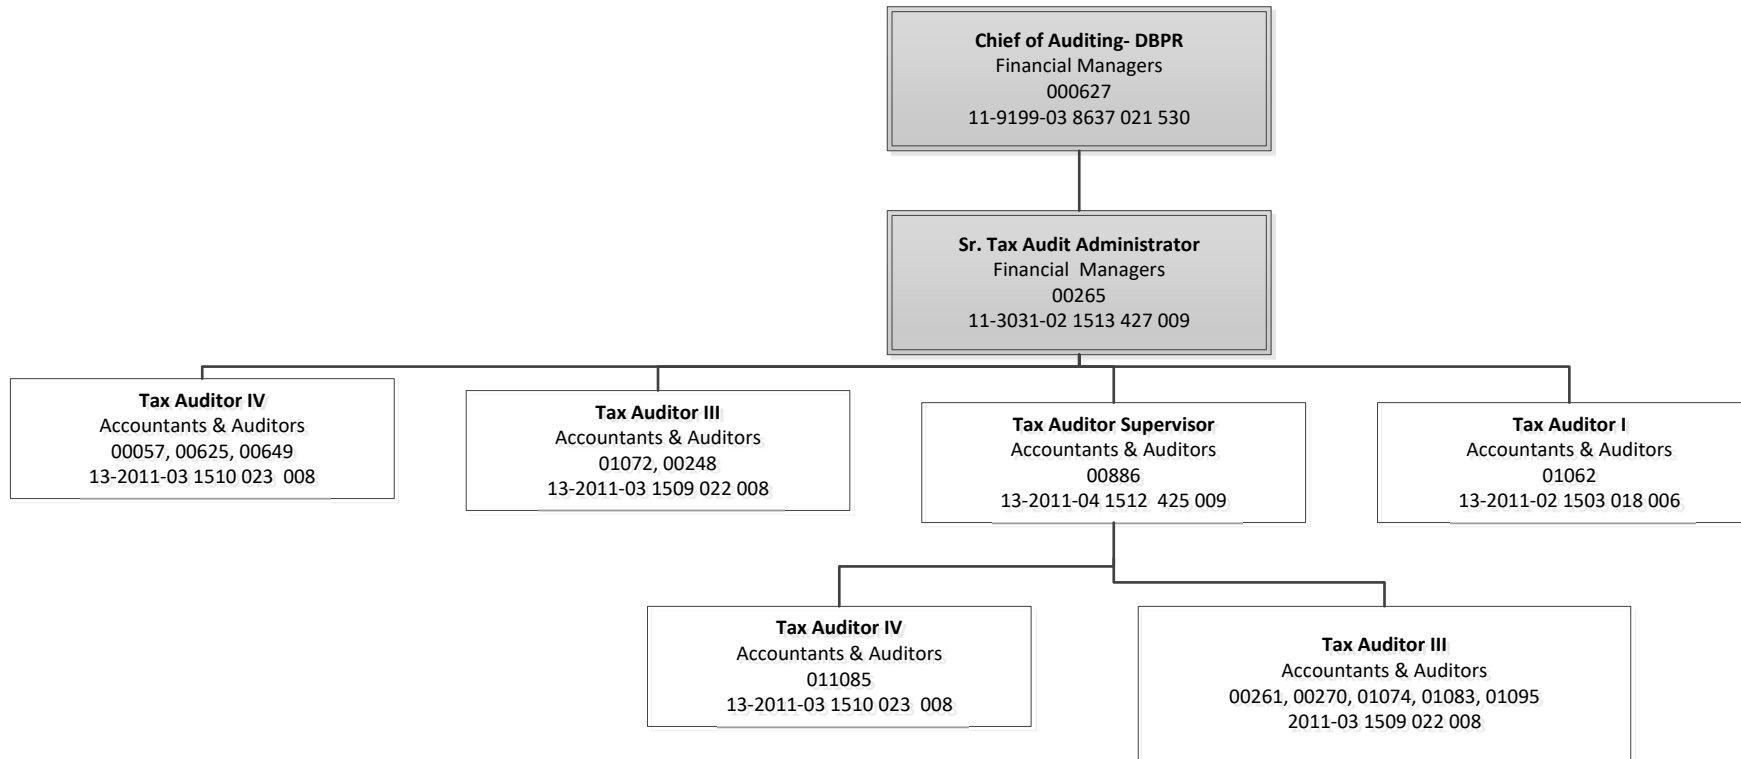 Chief of Auditing- DBPR
Financial Managers
000627
11-9199-03 8637 021 530
Sr. Tax Audit Administrator
Financial  Managers
00265
11-3031-02 1513 427 009
Tax Auditor IV
Accountants & Auditors
00057, 00625, 00649
13-2011-03 1510 023  008
Tax Auditor III
Accountants & Auditors
01072, 00248
13-2011-03 1509 022 008
Tax Auditor Supervisor
Accountants & Auditors
00886
13-2011-04 1512  425 009
Tax Auditor I
Accountants & Auditors
01062
13-2011-02 1503 018 006
Tax Auditor IV
Accountants & Auditors
011085
13-2011-03 1510 023  008
Tax Auditor III
Accountants & Auditors
00261, 00270, 01074, 01083, 01095
2011-03 1509 022 008